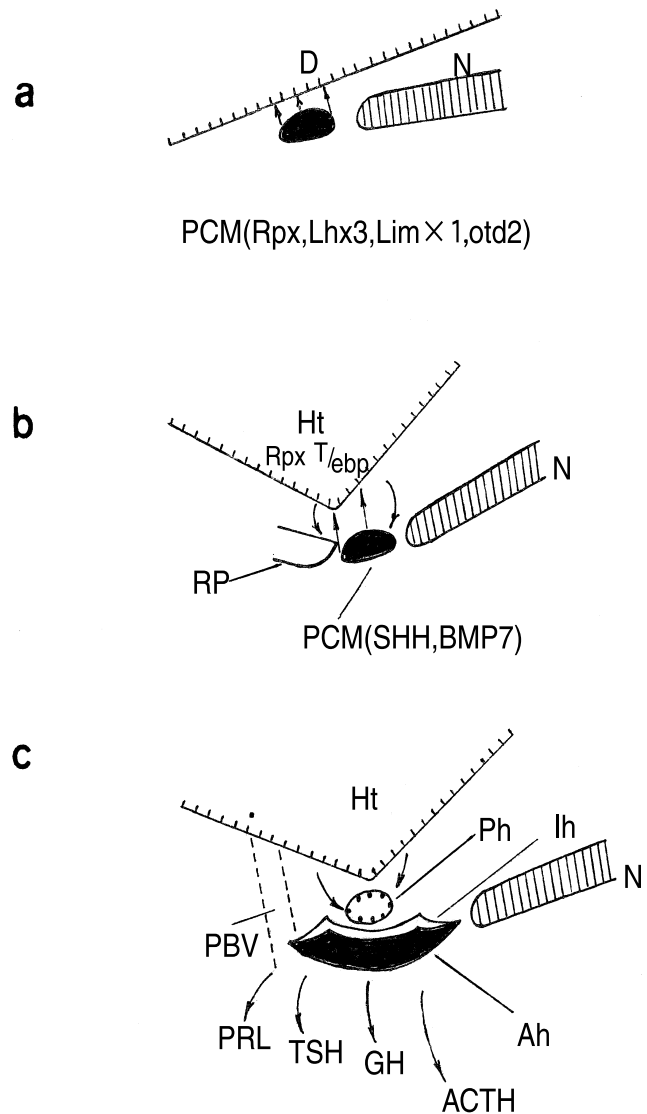 a
D
N
PCM(Rpx,Lhx3,Lim×1,otd2)
b
Ht
Rpx T/ebp
N
RP
PCM(SHH,BMP7)
c
Ht
Ph
Ih
N
PBV
PRL
TSH
GH
Ah
ACTH